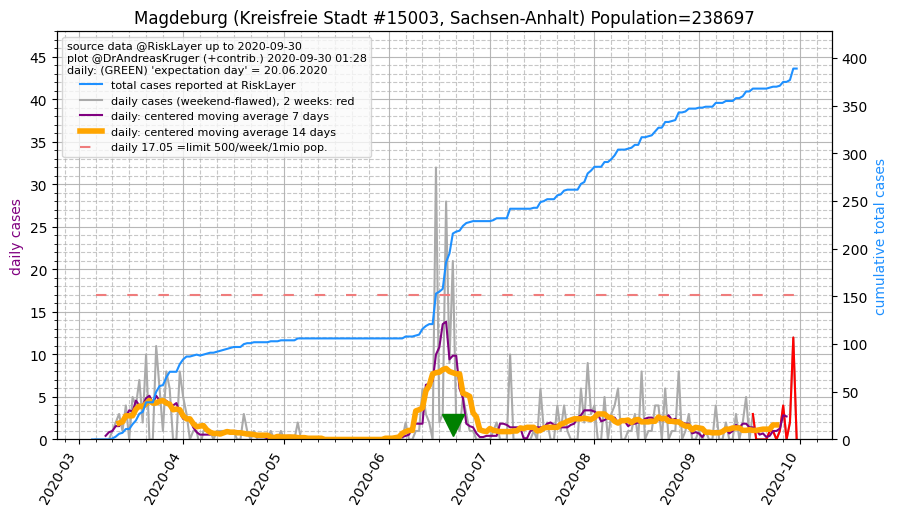 Magdeburg (Kreisfreie Stadt #15003, Sachsen-Anhalt) Population=238697
source data @RiskLayer up to 2020-09-30
plot @DrAndreasKruger (+contrib.) 2020-09-30 01:28
daily: (GREEN) 'expectation day' = 20.06.2020
total cases reported at RiskLayer
daily cases (weekend-flawed), 2 weeks: red
daily: centered moving average 7 days
daily: centered moving average 14 days
daily 17.05 =limit 500/week/1mio pop.
daily cases
45
40
35
30
25
20
15
10
5
0
cumulative total cases
400
350
300
250
200
150
100
50
0
2020-03
2020-04
2020-05
2020-06
2020-07
2020-08
2020-09
2020-10